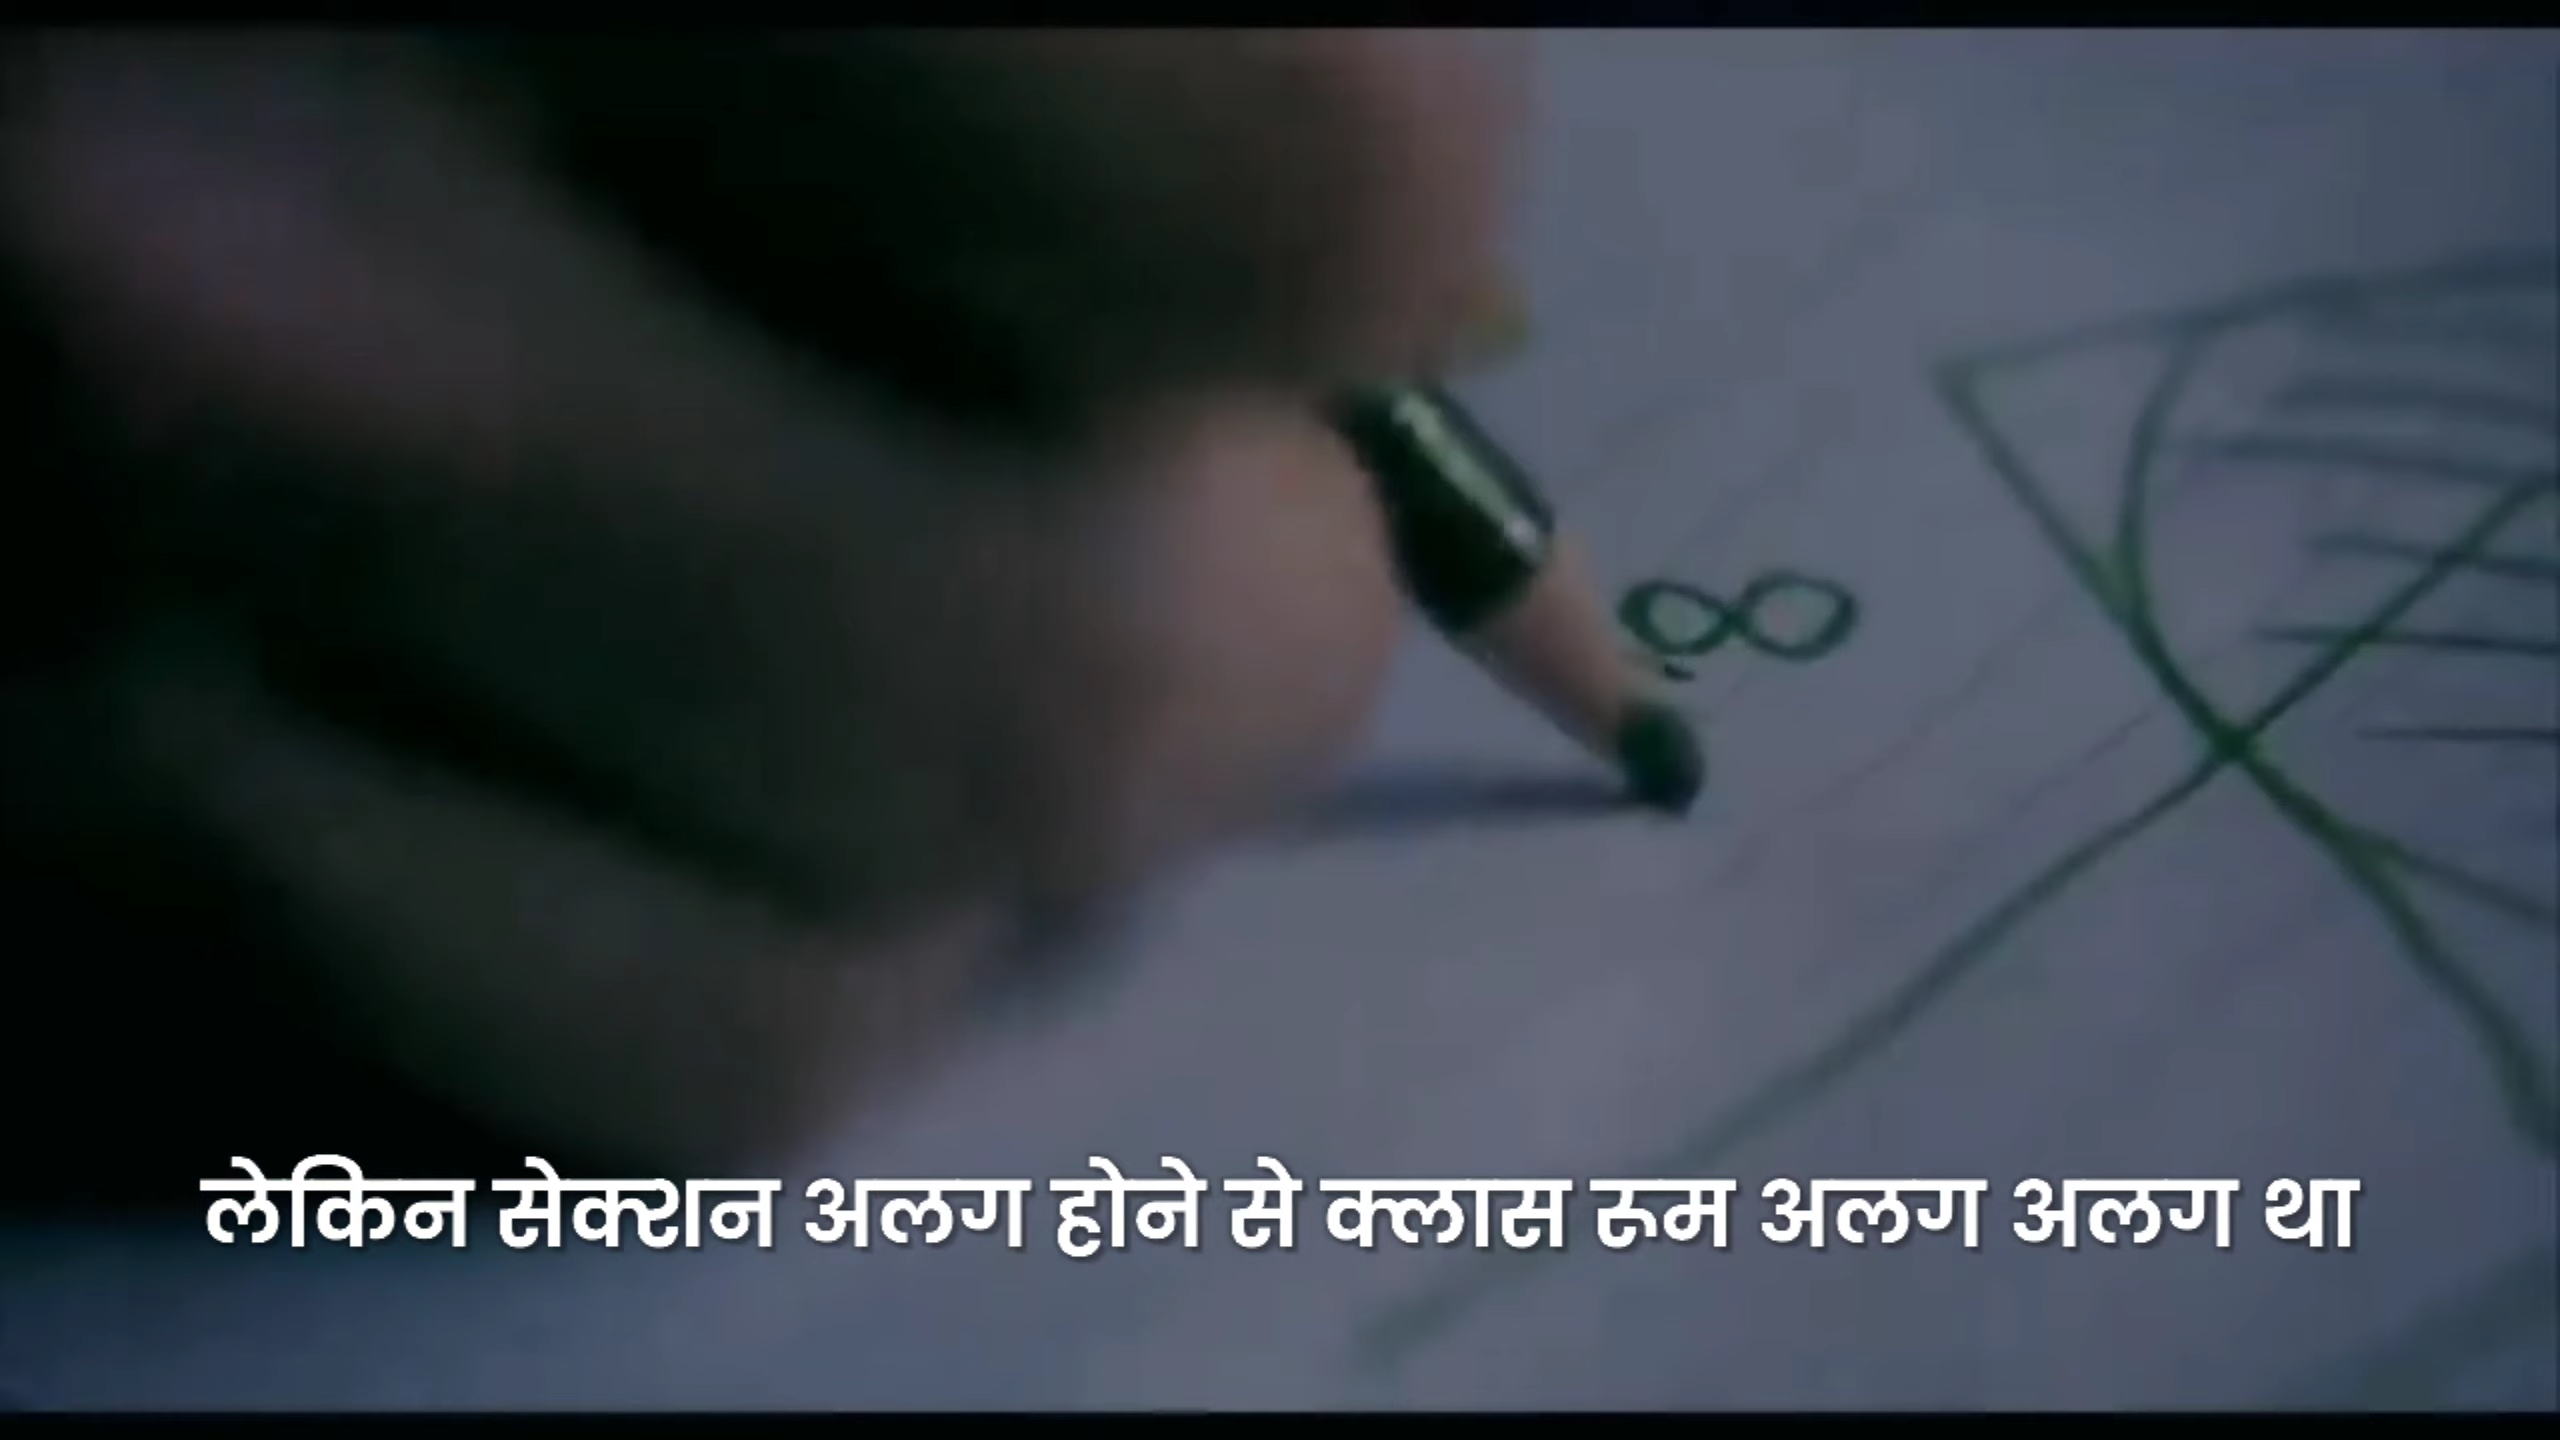 ∞
लेकिन सेक्शन अलग होने से क्लास रूम अलग अलग था